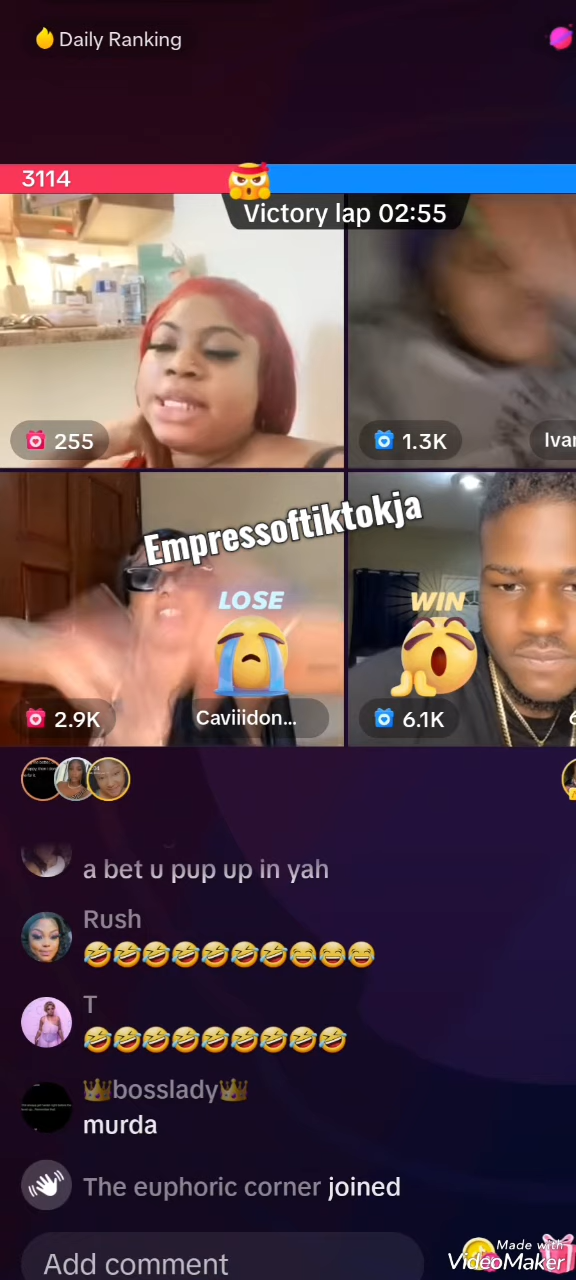 Daily Ranking
3114
Victory lap 02:55
255
1.3K
Ivar
Empressoftiktokja
LOSE
WIN
2.9K
Caviiidon...
6.1K
a bet u pup up in yah
Rush
T
bosslady
murda
The euphoric corner joined
Add comment
Made with
VideoMaker